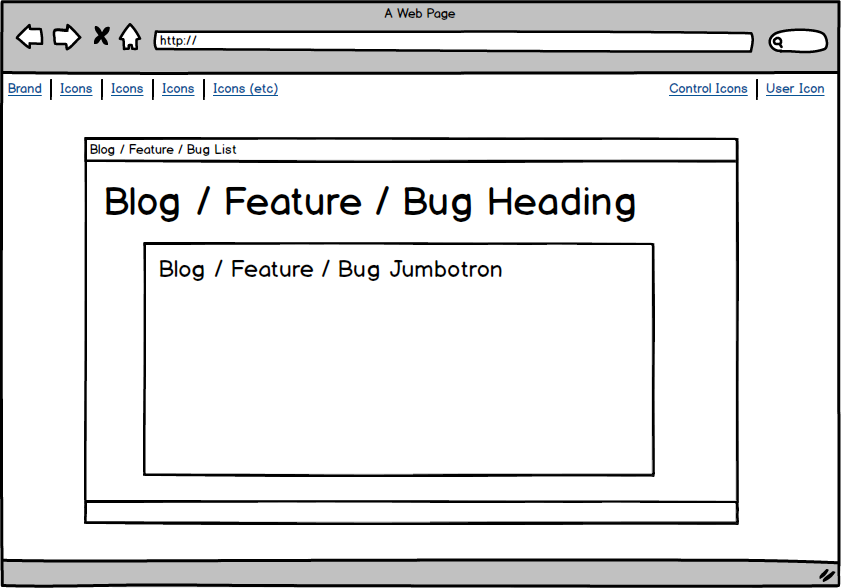 A Web Page
http://
Brand Icons Icons Icons Icons (etc) Control Icons User Icon
Blog / Feature / Bug List
Blog / Feature / Bug Heading
Blog / Feature / Bug Jumbotron